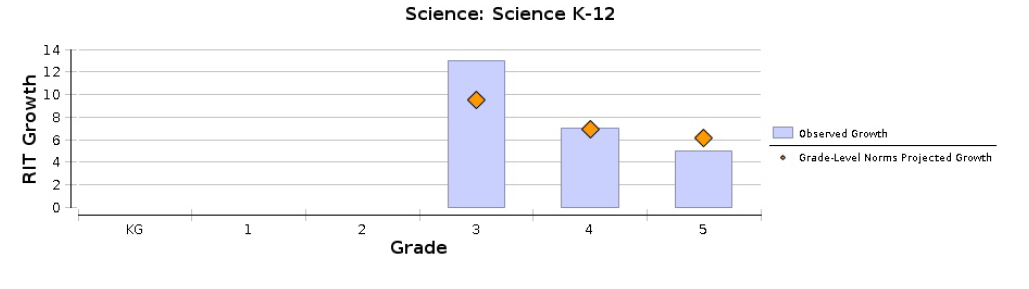 Science: Science K-12
14
12
10
8
6
4
2
0
RIT Growth
KG 1 2 3 4 5
Grade
Observed Growth
Grade-Level Norms Projected Growth